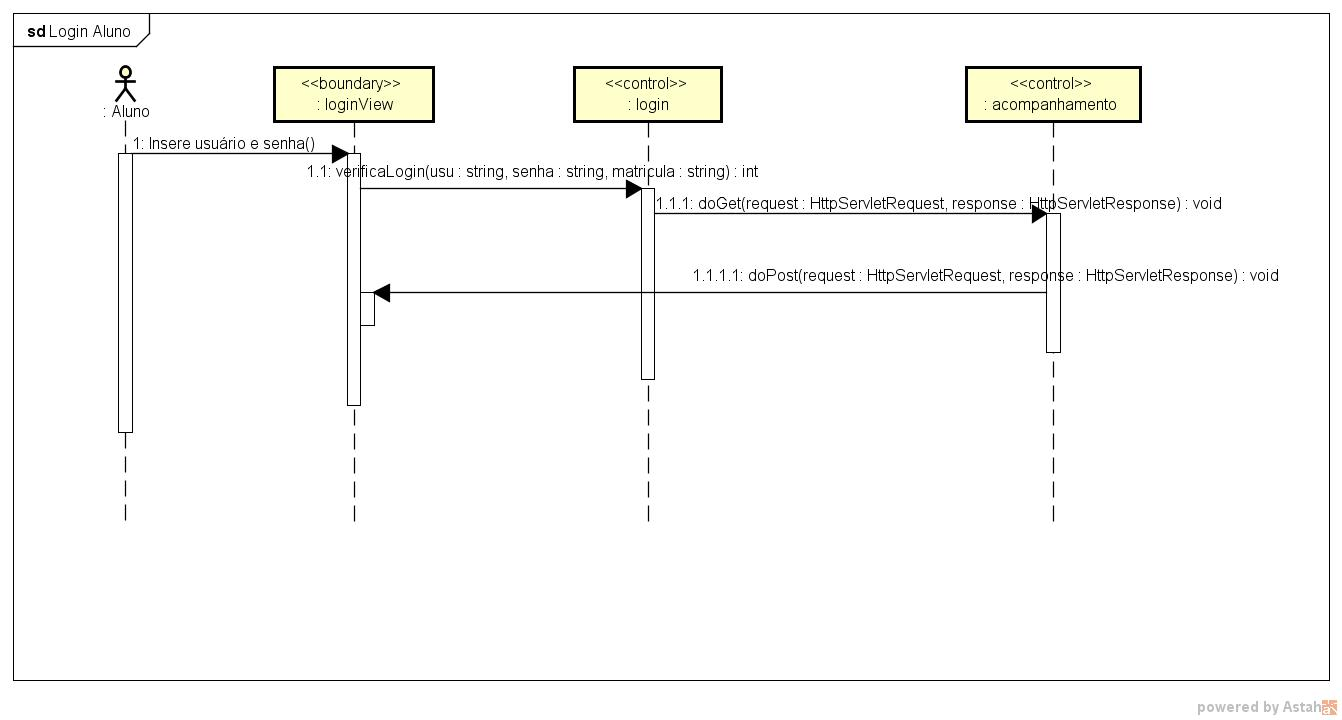 sd Login Aluno
: Aluno
<<boundary>>
: loginView
<<control>>
: login
<<control>>
: acompanhamento
1: Insere usuário e senha()
1.1: verificaLogin(usu : string, senha : string, matricula : string) : int
1.1.1: doGet(request : HttpServletRequest, response : HttpServletResponse) : void
1.1.1.1: doPost(request : HttpServletRequest, response : HttpServletResponse) : void
powered by Astah